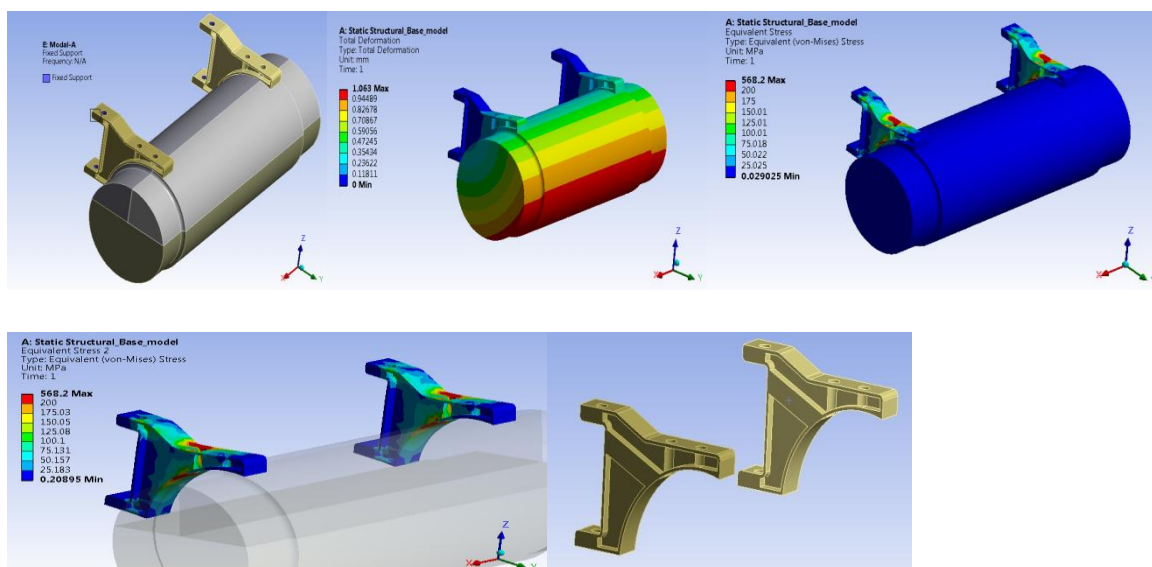 E: Modal-A
Fixed Support
Frequency: N/A
Fixed Support
X
Y
Z
A: Static Structural_Base_model
Total Deformation
Type: Total Deformation
Unit: mm
Time: 1
1.063 Max
0.94489
0.82678
0.70867
0.59056
0.47245
0.35434
0.23622
0.11811
0 Min
X
Y
Z
A: Static Structural_Base_model
Equivalent Stress
Type: Equivalent (von-Mises) Stress
Unit: MPa
Time: 1
568.2 Max
200
175
150.01
125.01
100.01
75.018
50.022
25.025
0.029025 Min
X
Y
Z
A: Static Structural_Base_model
Equivalent Stress 2
Type: Equivalent (von-Mises) Stress
Unit: MPa
Time: 1
568.2 Max
200
175.03
150.05
125.08
100.1
75.131
50.157
25.183
0.20895 Min
X
Y
Z